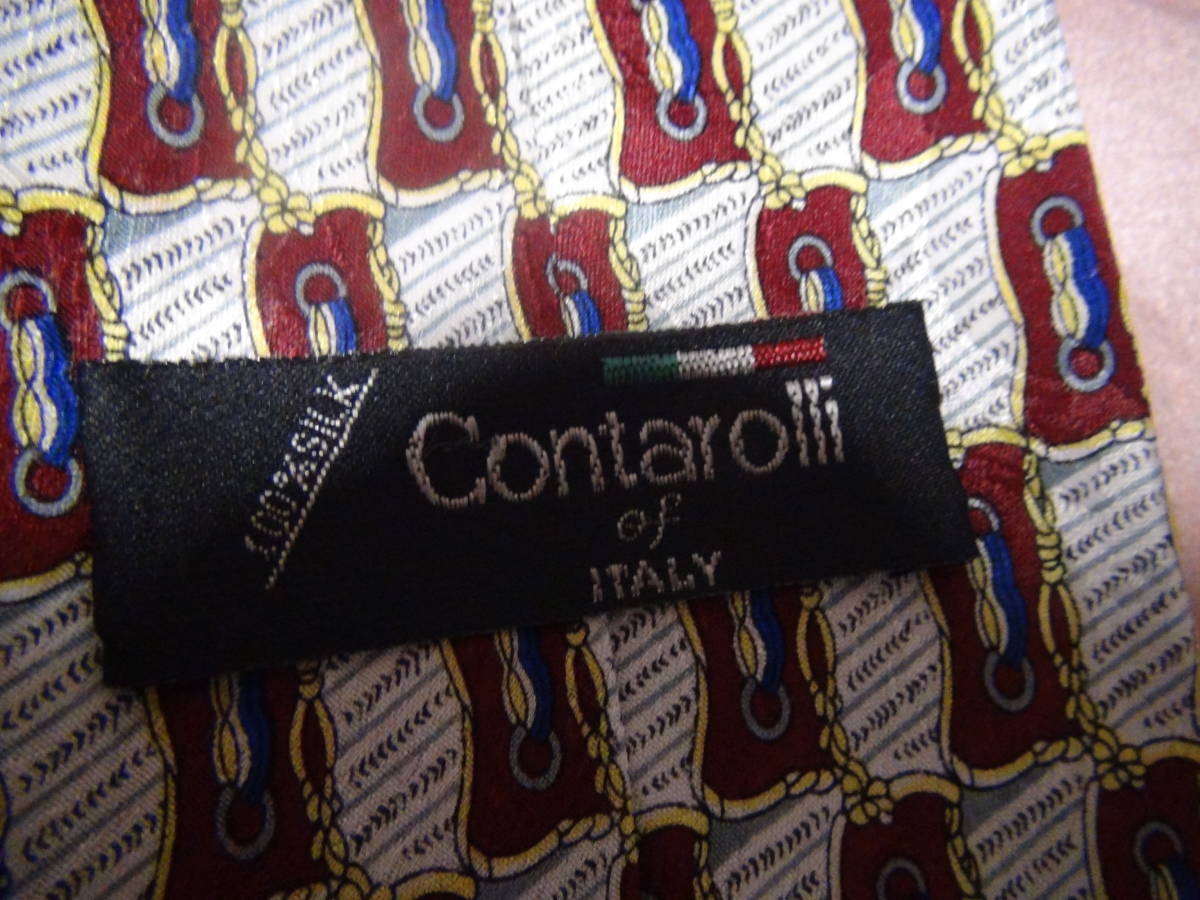 100%SILK
Contarolli
of
ITALY